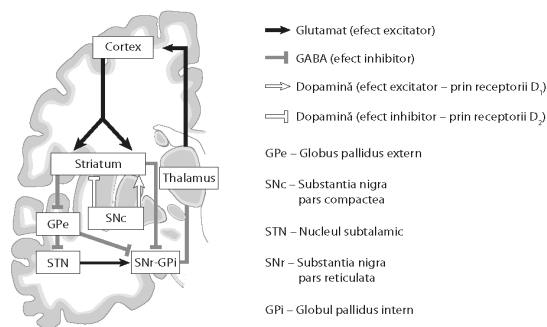 Cortex
Striatum
Thalamus
SNc
GPe
STN
SNr-GPi
Glutamat (efect excitator)
GABA (efect inhibitor)
Dopamină (efect excitator – prin receptorii D₁)
Dopamină (efect inhibitor – prin receptorii D₂)
GPe – Globus pallidus extern
SNc – Substantia nigra
pars compactea
STN – Nucleul subtalamic
SNr – Substantia nigra
pars reticulata
GPi – Globul pallidus intern